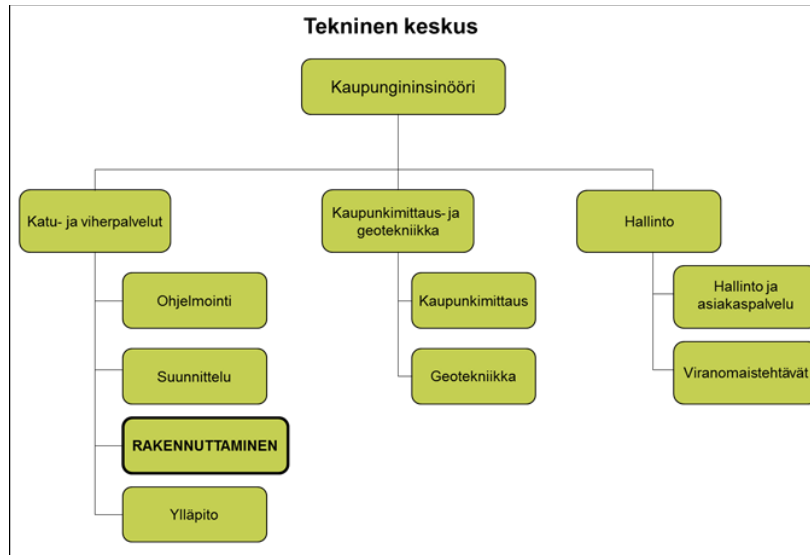 Tekninen keskus
Kaupungininsinööri
Katu- ja viherpalvelut
Ohjelmointi
Suunnittelu
RAKENNUTTAMINEN
Ylläpito
Kaupunkimittaus- ja
geotekniikka
Kaupunkimittaus
Geotekniikka
Hallinto
Hallinto ja
asiakaspalvelu
Viranomaistehtävät